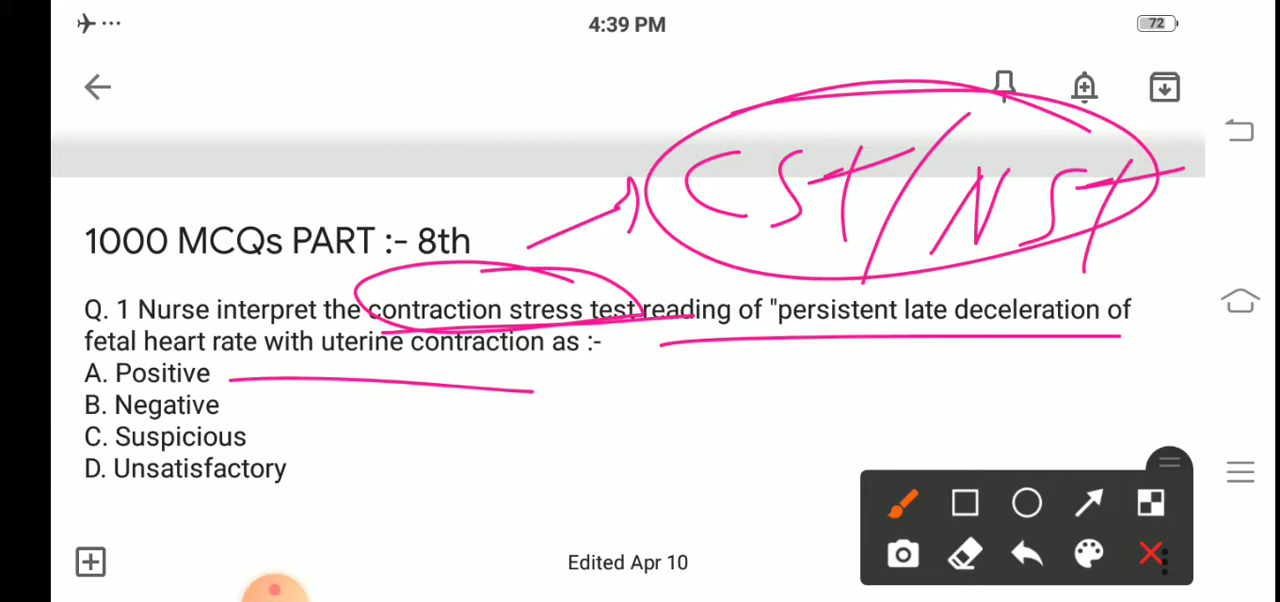 4:39 PM
72
CST/NST
1000 MCQs PART :- 8th
Q. 1 Nurse interpret the contraction stress test reading of "persistent late deceleration of
fetal heart rate with uterine contraction as :-
A. Positive
B. Negative
C. Suspicious
D. Unsatisfactory
Edited Apr 10